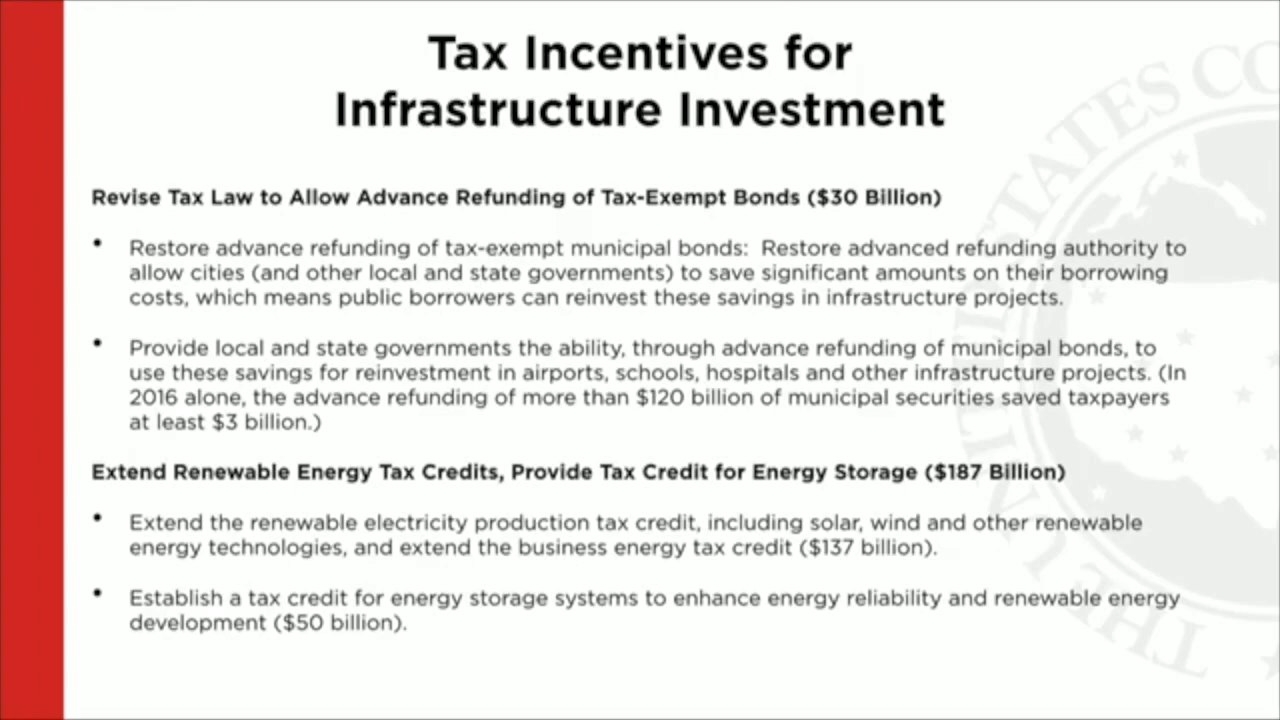 Tax Incentives for
Infrastructure Investment
Revise Tax Law to Allow Advance Refunding of Tax-Exempt Bonds ($30 Billion)
• Restore advance refunding of tax-exempt municipal bonds:  Restore advanced refunding authority to
allow cities (and other local and state governments) to save significant amounts on their borrowing
costs, which means public borrowers can reinvest these savings in infrastructure projects.
• Provide local and state governments the ability, through advance refunding of municipal bonds, to
use these savings for reinvestment in airports, schools, hospitals and other infrastructure projects. (In
2016 alone, the advance refunding of more than $120 billion of municipal securities saved taxpayers
at least $3 billion.)
Extend Renewable Energy Tax Credits, Provide Tax Credit for Energy Storage ($187 Billion)
• Extend the renewable electricity production tax credit, including solar, wind and other renewable
energy technologies, and extend the business energy tax credit ($137 billion).
• Establish a tax credit for energy storage systems to enhance energy reliability and renewable energy
development ($50 billion).
THE UNITED STATES CO